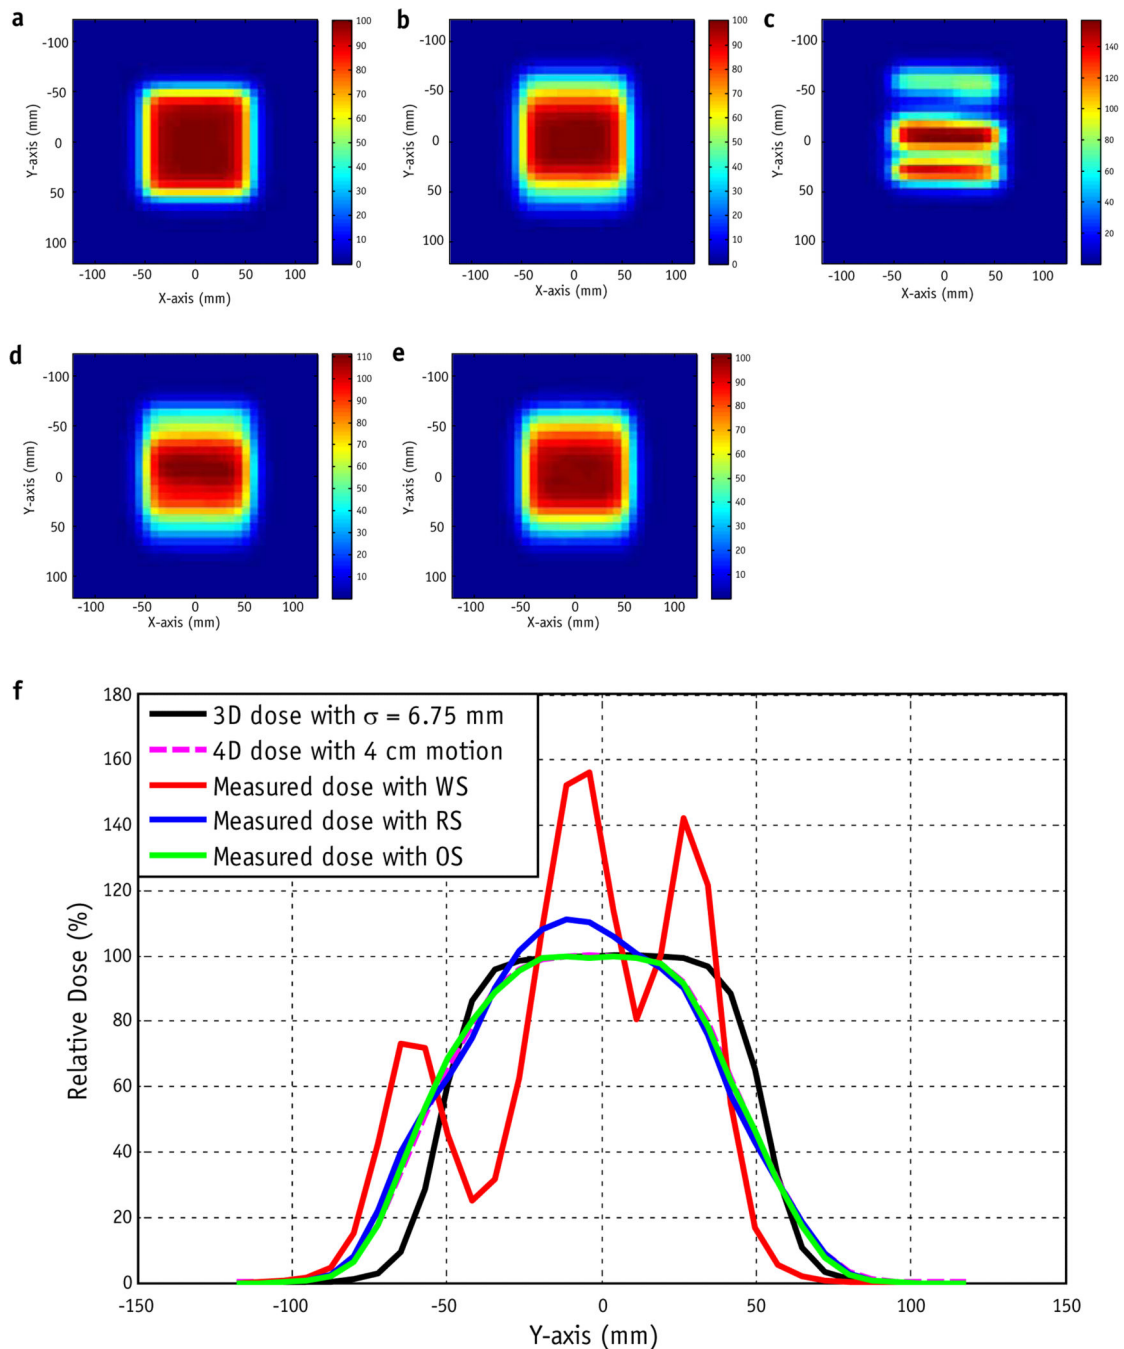 a
-100
-50
0
50
100
Y-axis (mm)
-100 -50 0 50 100
X-axis (mm)
100
90
80
70
60
50
40
30
20
10
0
b
-100
-50
0
50
100
Y-axis (mm)
-100 -50 0 50 100
X-axis (mm)
100
90
80
70
60
50
40
30
20
10
0
c
-100
-50
0
50
100
Y-axis (mm)
-100 -50 0 50 100
X-axis (mm)
140
120
100
80
60
40
20
d
-100
-50
0
50
100
Y-axis (mm)
-100 -50 0 50 100
X-axis (mm)
110
100
90
80
70
60
50
40
30
20
10
e
-100
-50
0
50
100
Y-axis (mm)
-100 -50 0 50 100
X-axis (mm)
100
90
80
70
60
50
40
30
20
10
f
180
160
140
120
100
80
60
40
20
0
Relative Dose (%)
3D dose with σ = 6.75 mm
4D dose with 4 cm motion
Measured dose with WS
Measured dose with RS
Measured dose with OS
-150 -100 -50 0 50 100 150
Y-axis (mm)